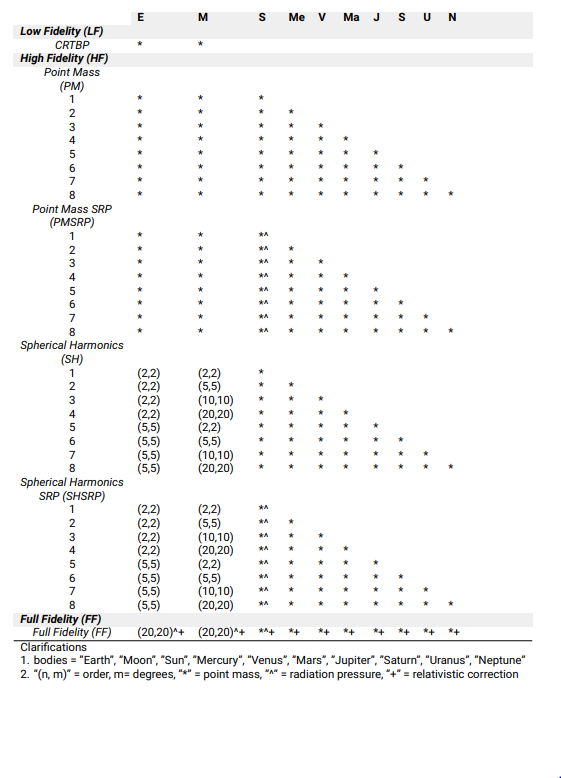 E M S Me V Ma J S U N
Low Fidelity (LF)
CRTBP * *
High Fidelity (HF)
Point Mass
(PM)
1 * * *
2 * * * *
3 * * * * *
4 * * * * * *
5 * * * * * * *
6 * * * * * * * *
7 * * * * * * * * *
8 * * * * * * * * * *
Point Mass SRP
(PMSRP)
1 * * *^
2 * * *^ *
3 * * *^ * *
4 * * *^ * * *
5 * * *^ * * * *
6 * * *^ * * * * *
7 * * *^ * * * * * *
8 * * *^ * * * * * * *
Spherical Harmonics
(SH)
1 (2,2) (2,2) *
2 (2,2) (5,5) * *
3 (2,2) (10,10) * * *
4 (2,2) (20,20) * * * *
5 (5,5) (2,2) * * * * *
6 (5,5) (5,5) * * * * * *
7 (5,5) (10,10) * * * * * * *
8 (5,5) (20,20) * * * * * * * *
Spherical Harmonics
SRP (SHSRP)
1 (2,2) (2,2) *^
2 (2,2) (5,5) *^ *
3 (2,2) (10,10) *^ * *
4 (2,2) (20,20) *^ * * *
5 (5,5) (2,2) *^ * * * *
6 (5,5) (5,5) *^ * * * * *
7 (5,5) (10,10) *^ * * * * * *
8 (5,5) (20,20) *^ * * * * * * *
Full Fidelity (FF)
Full Fidelity (FF) (20,20)^+ (20,20)^+ *^+ *+ *+ *+ *+ *+ *+ *+
Clarifications
1. bodies = "Earth", "Moon", "Sun", "Mercury", "Venus", "Mars", "Jupiter", "Saturn", "Uranus", "Neptune"
2. "(n, m)" = order, m= degrees, "*" = point mass, "^" = radiation pressure, "+" = relativistic correction